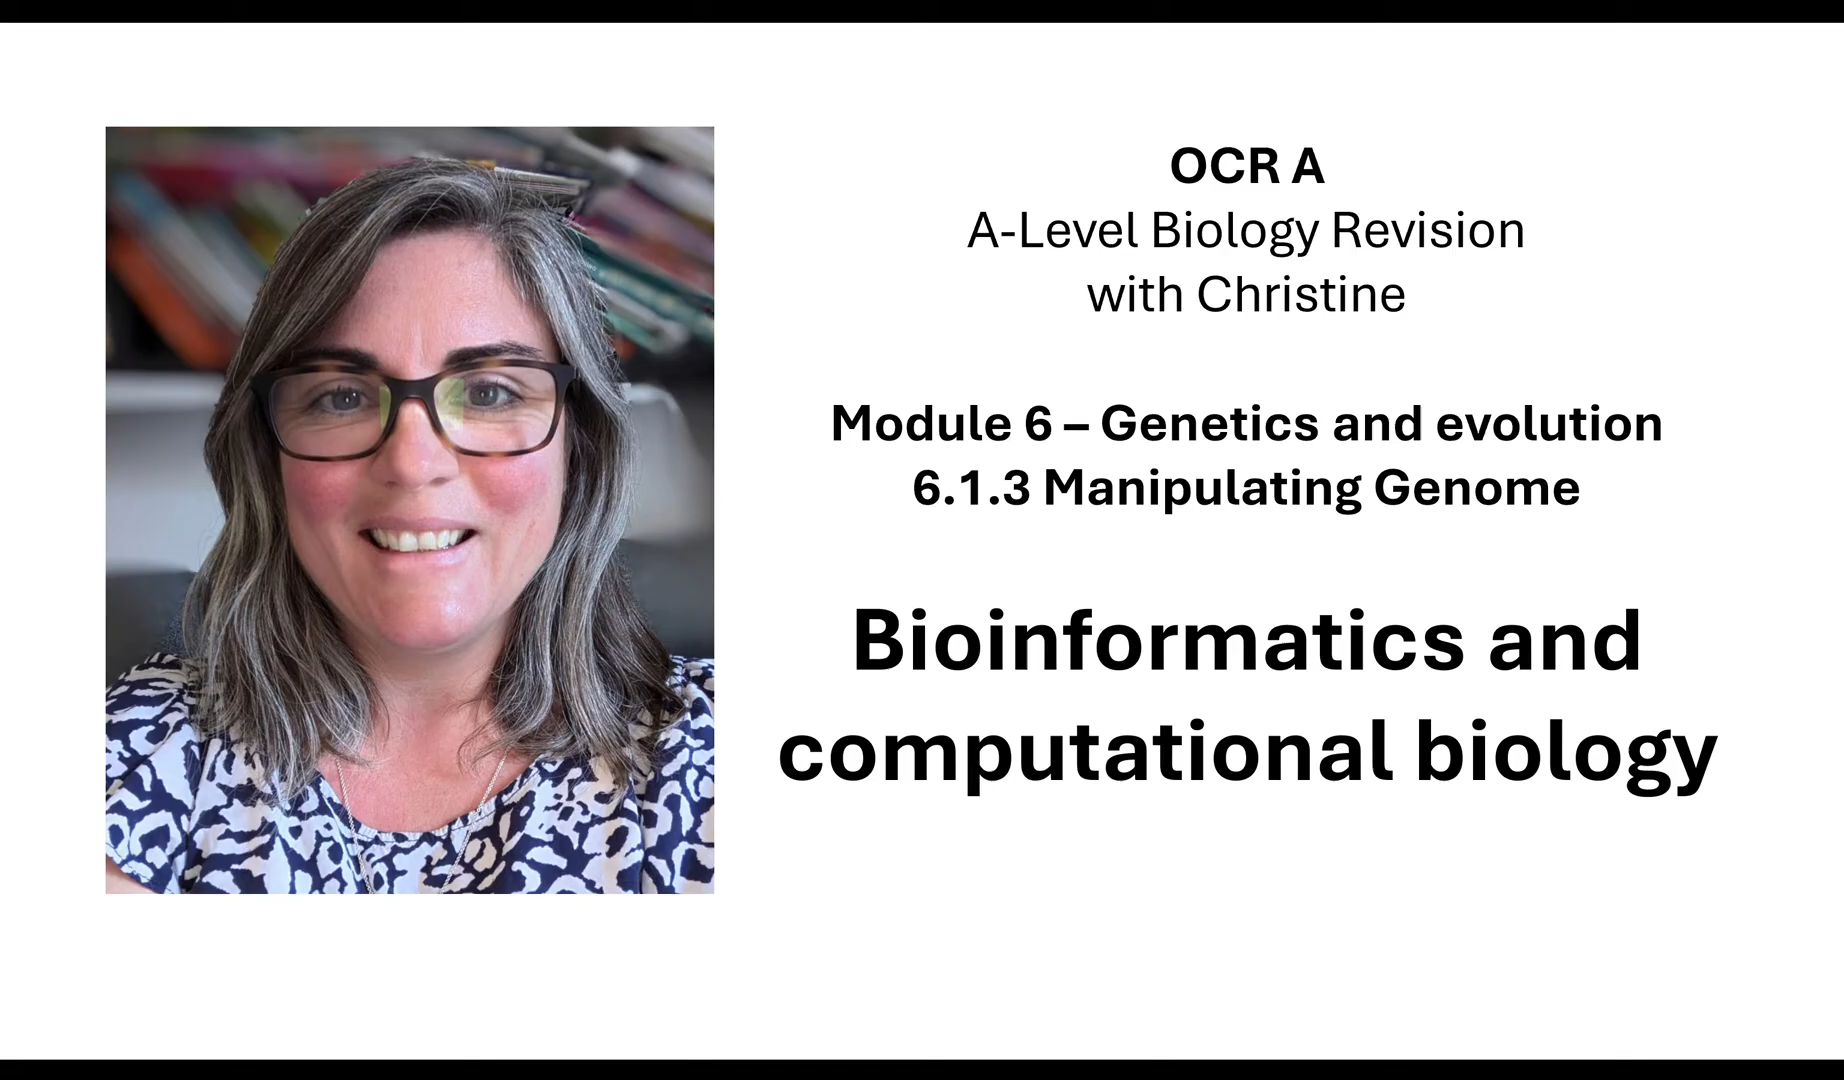 OCR A
A-Level Biology Revision
with Christine
Module 6 – Genetics and evolution
6.1.3 Manipulating Genome
Bioinformatics and
computational biology